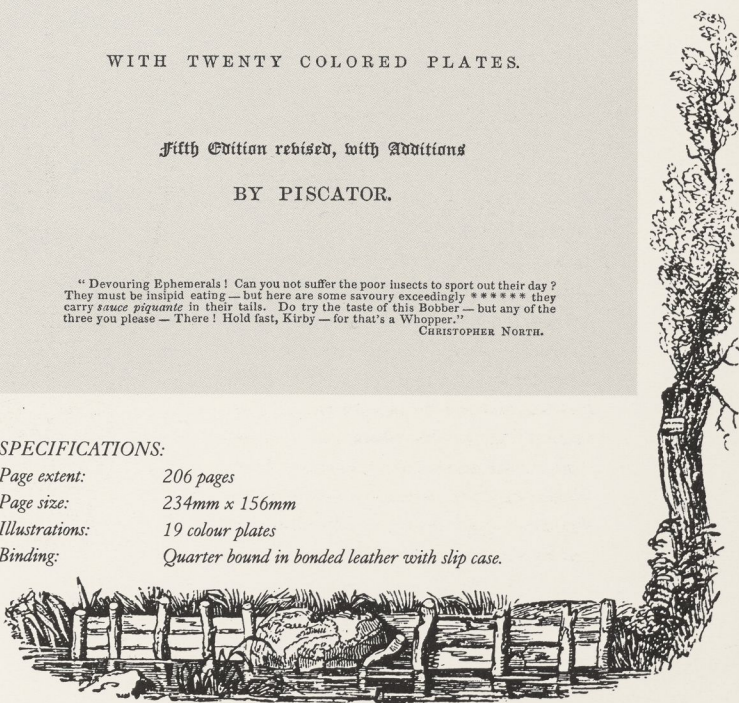 WITH TWENTY COLORED PLATES.
Fifth Edition revised, with Additions
BY PISCATOR.
“ Devouring Ephemerals ! Can you not suffer the poor insects to sport out their day ?
They must be insipid eating — but here are some savoury exceedingly * * * * * * they
carry sauce piquante in their tails. Do try the taste of this Bobber — but any of the
three you please — There ! Hold fast, Kirby — for that’s a Whopper.”
CHRISTOPHER NORTH.
SPECIFICATIONS:
Page extent: 206 pages
Page size: 234mm x 156mm
Illustrations: 19 colour plates
Binding: Quarter bound in bonded leather with slip case.